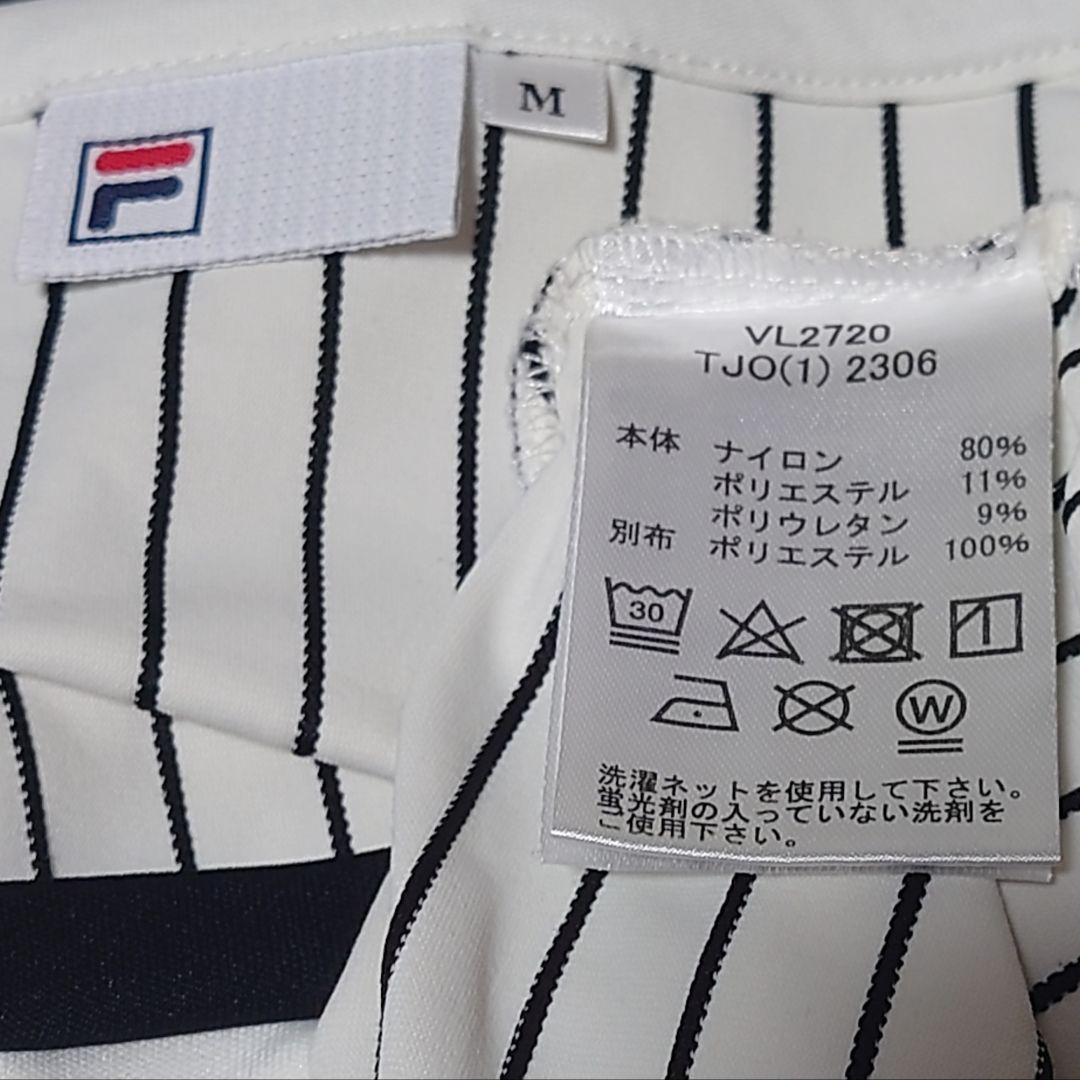 M
VL2720
TJO(1) 2306
本体 ナイロン 80%
ポリエステル 11%
ポリウレタン 9%
別布 ポリエステル 100%
30
W
洗濯ネットを使用して下さい。
蛍光剤の入っていない洗剤を
ご使用下さい。